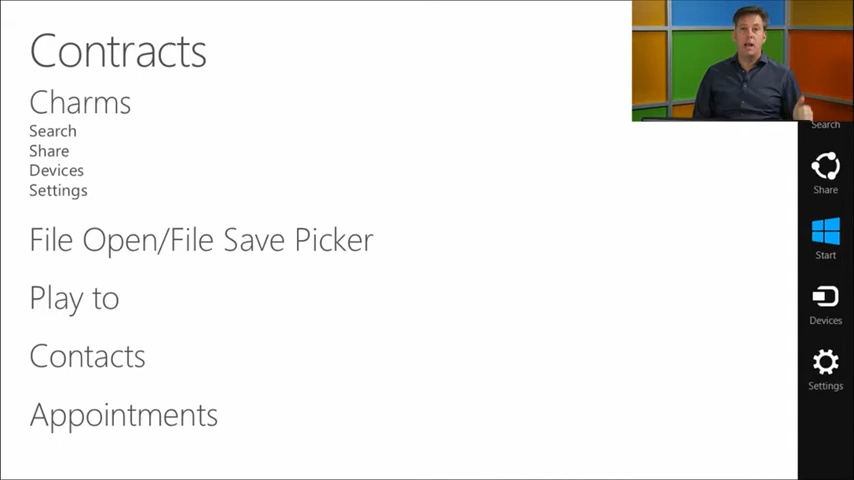 Contracts
Charms
Search
Share
Devices
Settings
File Open/File Save Picker
Play to
Contacts
Appointments
Search
Share
Start
Devices
Settings